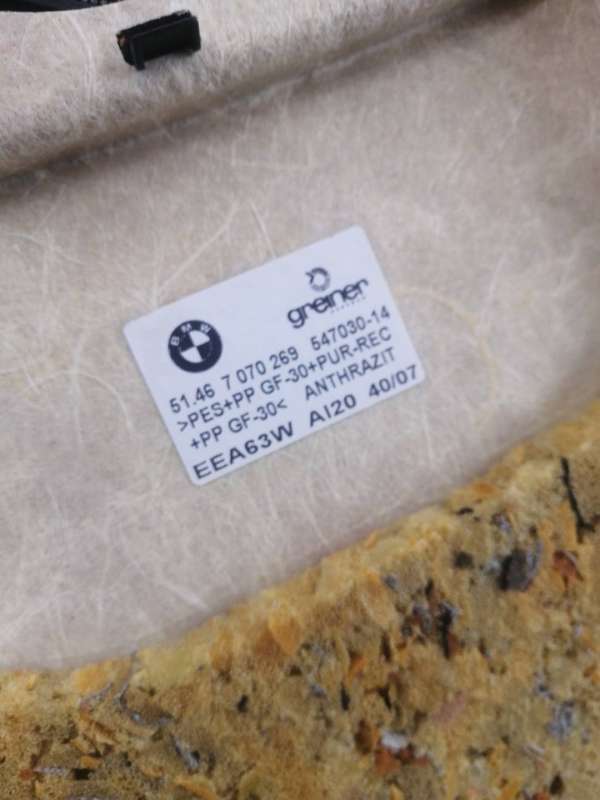 BMW
greiner
51.46 7 070 269 547030-14
>PES+PP GF-30+PUR-REC
+PP GF-30< ANTHRAZIT
EEA63W AI20 40/07